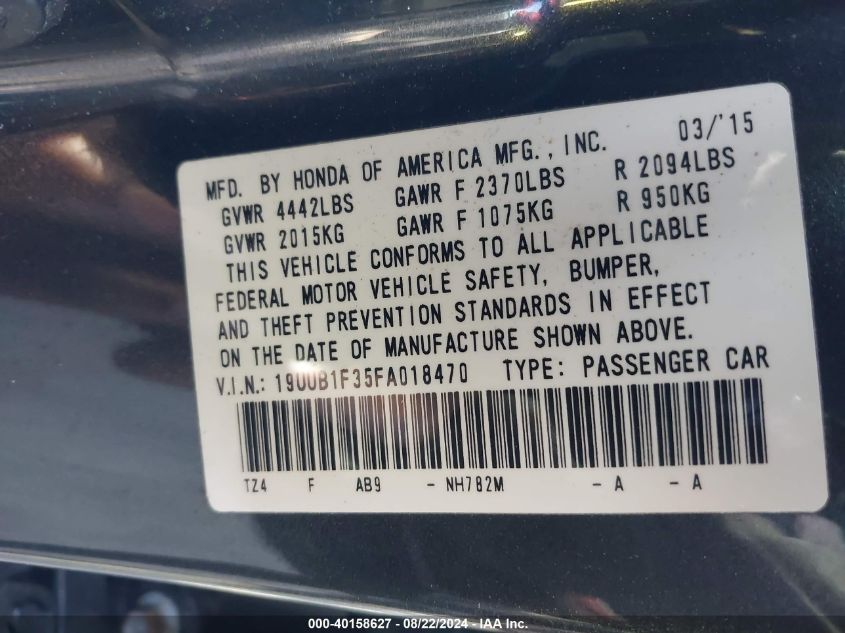 MFD. BY HONDA OF AMERICA MFG., INC. 03/'15
GVWR 4442LBS GAWR F 2370LBS R 2094LBS
GVWR 2015KG GAWR F 1075KG R 950KG
THIS VEHICLE CONFORMS TO ALL APPLICABLE
FEDERAL MOTOR VEHICLE SAFETY, BUMPER,
AND THEFT PREVENTION STANDARDS IN EFFECT
ON THE DATE OF MANUFACTURE SHOWN ABOVE.
V.I.N.: 19UUB1F35FA018470 TYPE: PASSENGER CAR
TZ4 F AB9 - NH782M - A - A
000-40158627 - 08/22/2024 - IAA Inc.